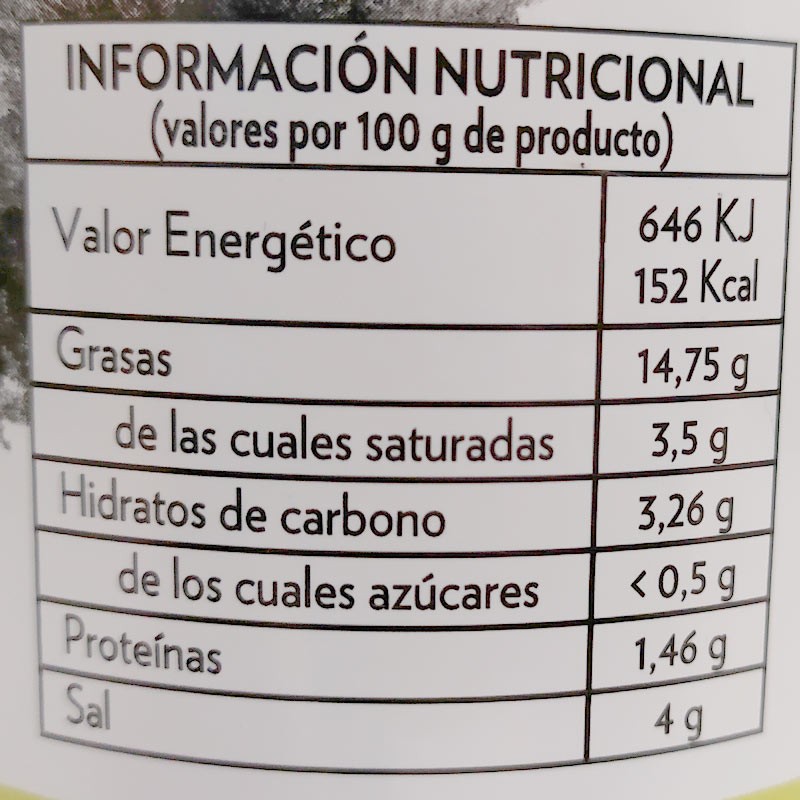 INFORMACIÓN NUTRICIONAL
(valores por 100 g de producto)
Valor Energético 646 KJ
152 Kcal
Grasas 14,75 g
de las cuales saturadas 3,5 g
Hidratos de carbono 3,26 g
de los cuales azúcares < 0,5 g
Proteínas 1,46 g
Sal 4 g